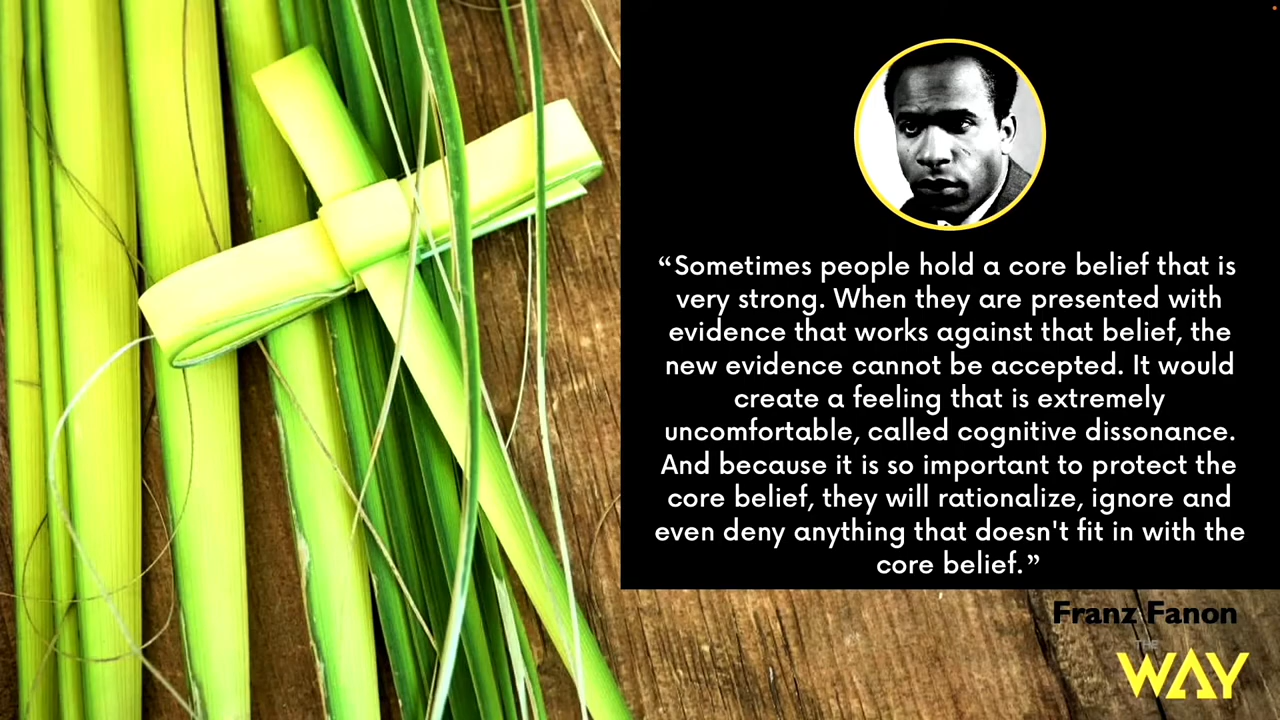 “Sometimes people hold a core belief that is
very strong. When they are presented with
evidence that works against that belief, the
new evidence cannot be accepted. It would
create a feeling that is extremely
uncomfortable, called cognitive dissonance.
And because it is so important to protect the
core belief, they will rationalize, ignore and
even deny anything that doesn't fit in with the
core belief.”
Franz Fanon
THE
WAY